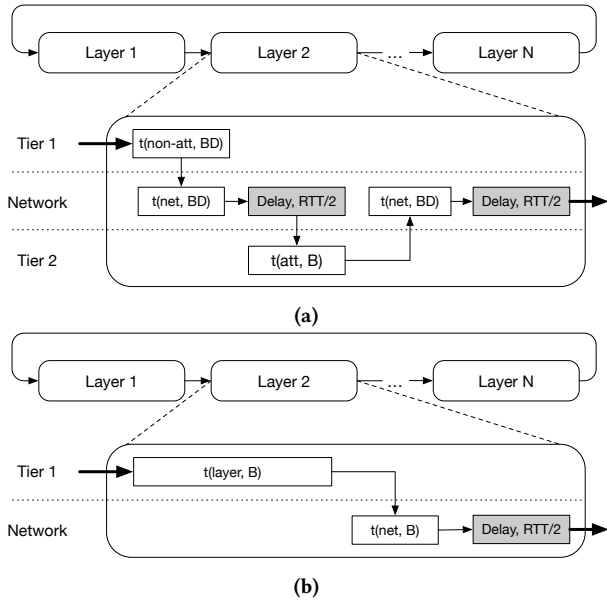 Layer 1
Layer 2
...
Layer N
Tier 1
t(non-att, BD)
Network
t(net, BD)
Delay, RTT/2
t(net, BD)
Delay, RTT/2
Tier 2
t(att, B)
(a)
Layer 1
Layer 2
...
Layer N
Tier 1
t(layer, B)
Network
t(net, B)
Delay, RTT/2
(b)